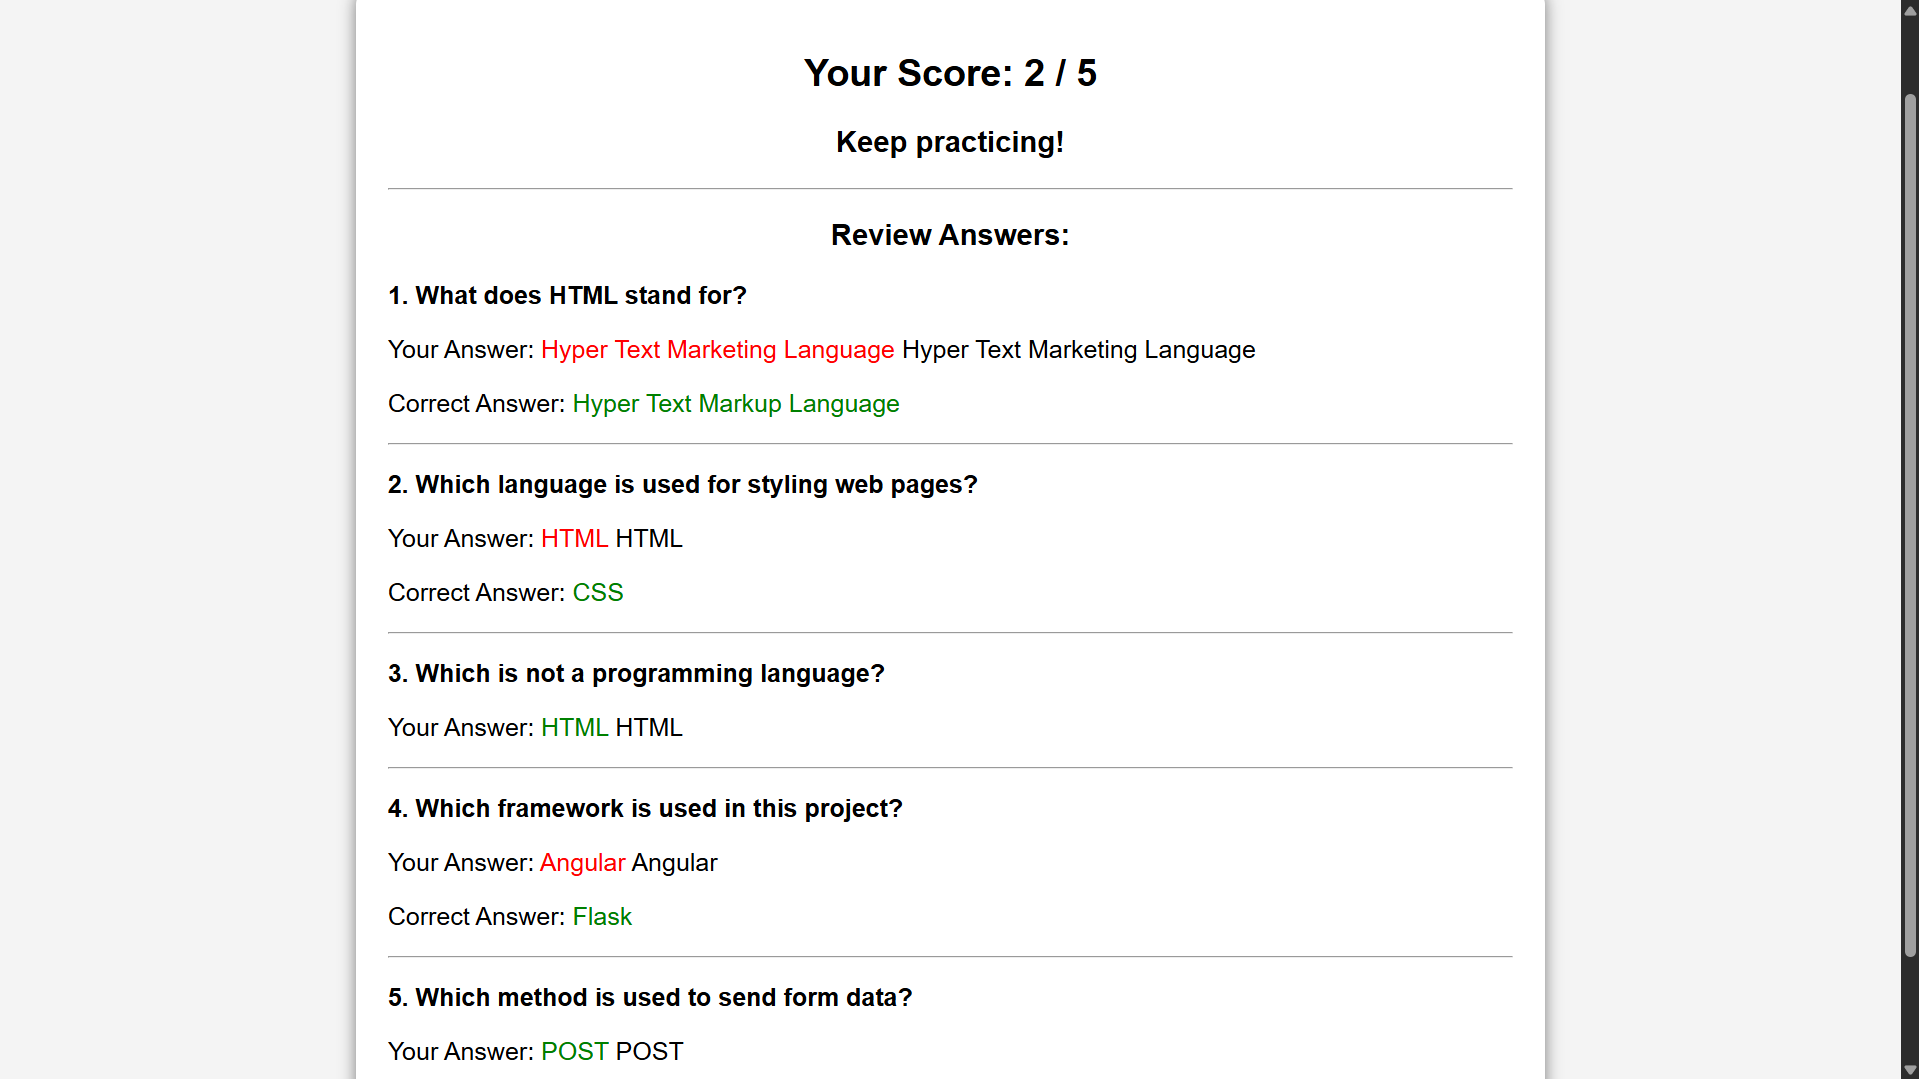 Your Score: 2 / 5
Keep practicing!
Review Answers:
1. What does HTML stand for?
Your Answer: Hyper Text Marketing Language Hyper Text Marketing Language
Correct Answer: Hyper Text Markup Language
2. Which language is used for styling web pages?
Your Answer: HTML HTML
Correct Answer: CSS
3. Which is not a programming language?
Your Answer: HTML HTML
4. Which framework is used in this project?
Your Answer: Angular Angular
Correct Answer: Flask
5. Which method is used to send form data?
Your Answer: POST POST